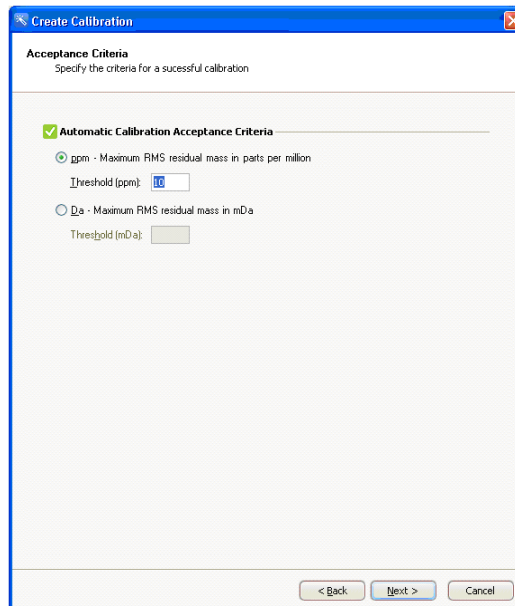 Create Calibration
Acceptance Criteria
Specify the criteria for a sucessful calibration
Automatic Calibration Acceptance Criteria
ppm - Maximum RMS residual mass in parts per million
Threshold (ppm): 10
Da - Maximum RMS residual mass in mDa
Threshold (mDa):
< Back Next > Cancel